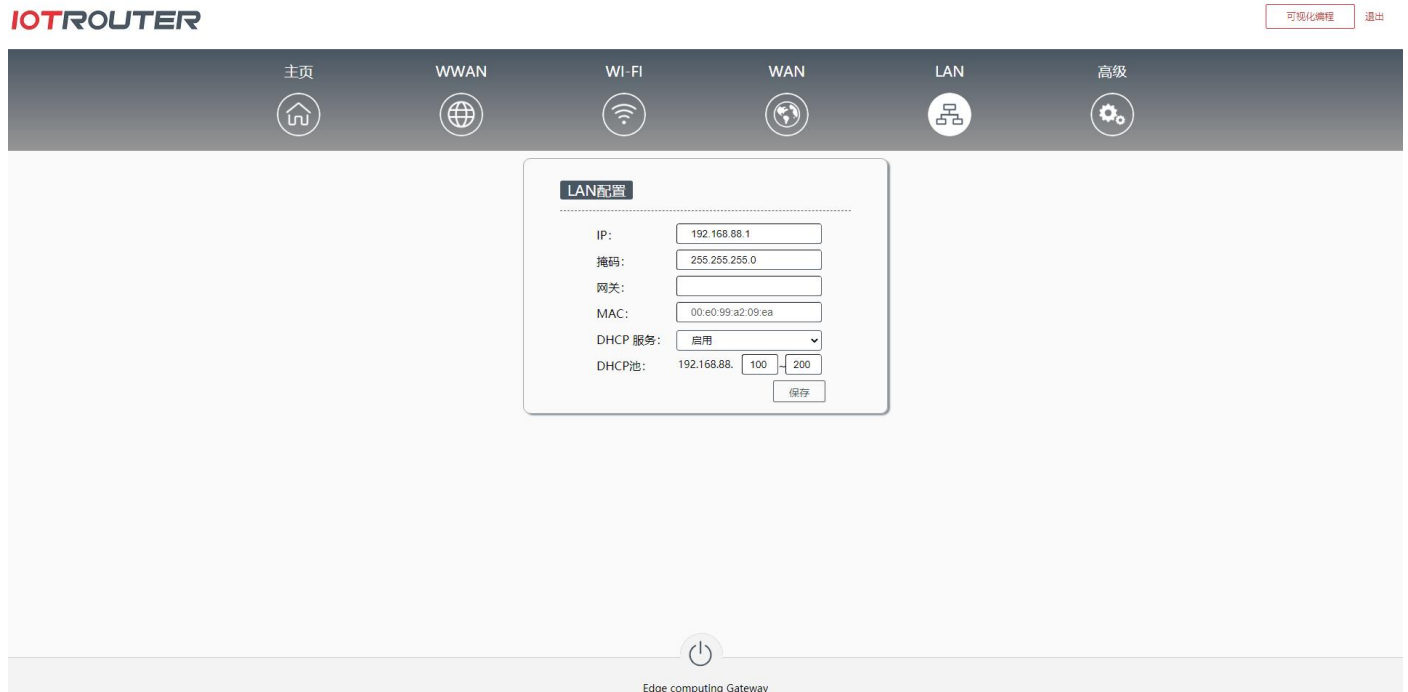 IOTROUTER
可视化编程 退出
主页 WWAN WI-FI WAN LAN 高级
LAN配置
IP： 192.168.88.1
掩码： 255.255.255.0
网关：
MAC： 00:e0:99:a2:09:ea
DHCP 服务： 启用
DHCP池： 192.168.88. 100 ~ 200
保存
Edge computing Gateway